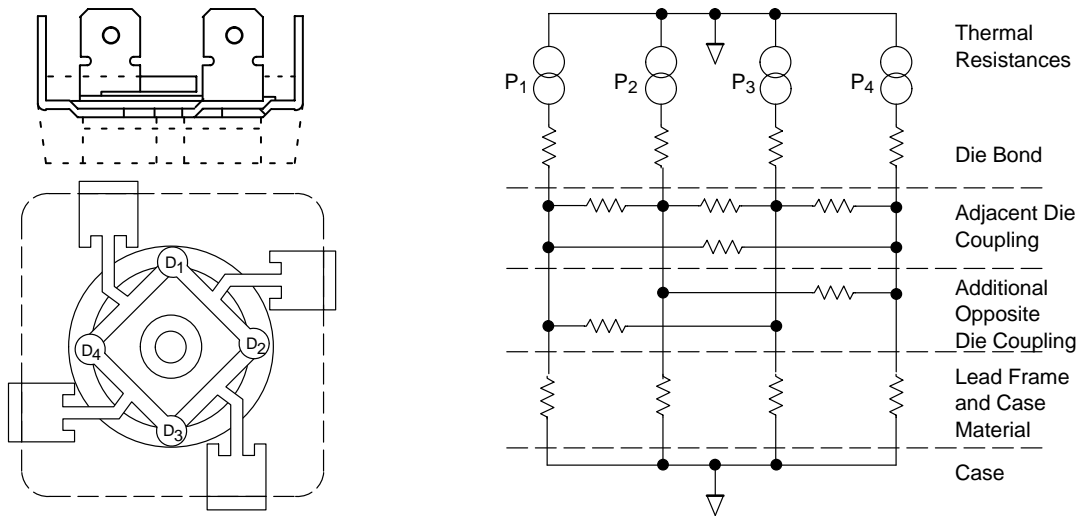 D1
D2
D3
D4
P1
P2
P3
P4
Thermal
Resistances
Die Bond
Adjacent Die
Coupling
Additional
Opposite
Die Coupling
Lead Frame
and Case
Material
Case